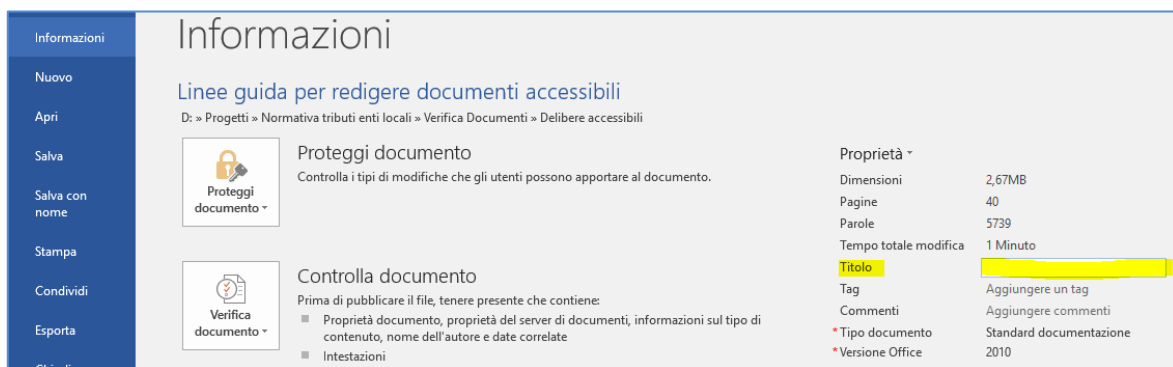 Informazioni
Nuovo
Apri
Salva
Salva con
nome
Stampa
Condividi
Esporta
Informazioni
Linee guida per redigere documenti accessibili
D: » Progetti » Normativa tributi enti locali » Verifica Documenti » Delibere accessibili
Proteggi
documento
Proteggi documento
Controlla i tipi di modifiche che gli utenti possono apportare al documento.
Verifica
documento
Controlla documento
Prima di pubblicare il file, tenere presente che contiene:
Proprietà documento, proprietà del server di documenti, informazioni sul tipo di
contenuto, nome dell'autore e date correlate
Intestazioni
Proprietà
Dimensioni 2,67MB
Pagine 40
Parole 5739
Tempo totale modifica 1 Minuto
Titolo
Tag Aggiungere un tag
Commenti Aggiungere commenti
* Tipo documento Standard documentazione
* Versione Office 2010